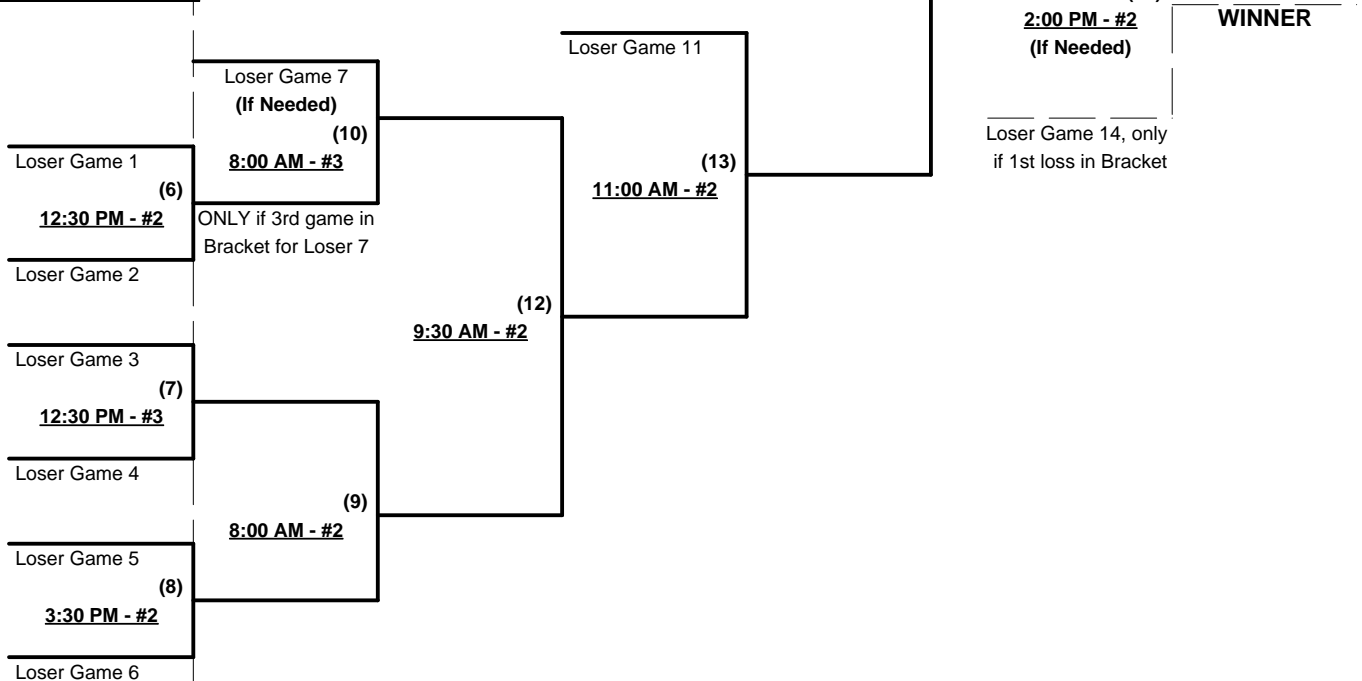 2:00 PM - #2
WINNER
(If Needed)
Loser Game 11
Loser Game 7
(If Needed)
(10)
8:00 AM - #3
Loser Game 14, only
if 1st loss in Bracket
Loser Game 1
(6)
12:30 PM - #2
(13)
11:00 AM - #2
ONLY if 3rd game in
Bracket for Loser 7
Loser Game 2
(12)
9:30 AM - #2
Loser Game 3
(7)
12:30 PM - #3
Loser Game 4
(9)
8:00 AM - #2
Loser Game 5
(8)
3:30 PM - #2
Loser Game 6